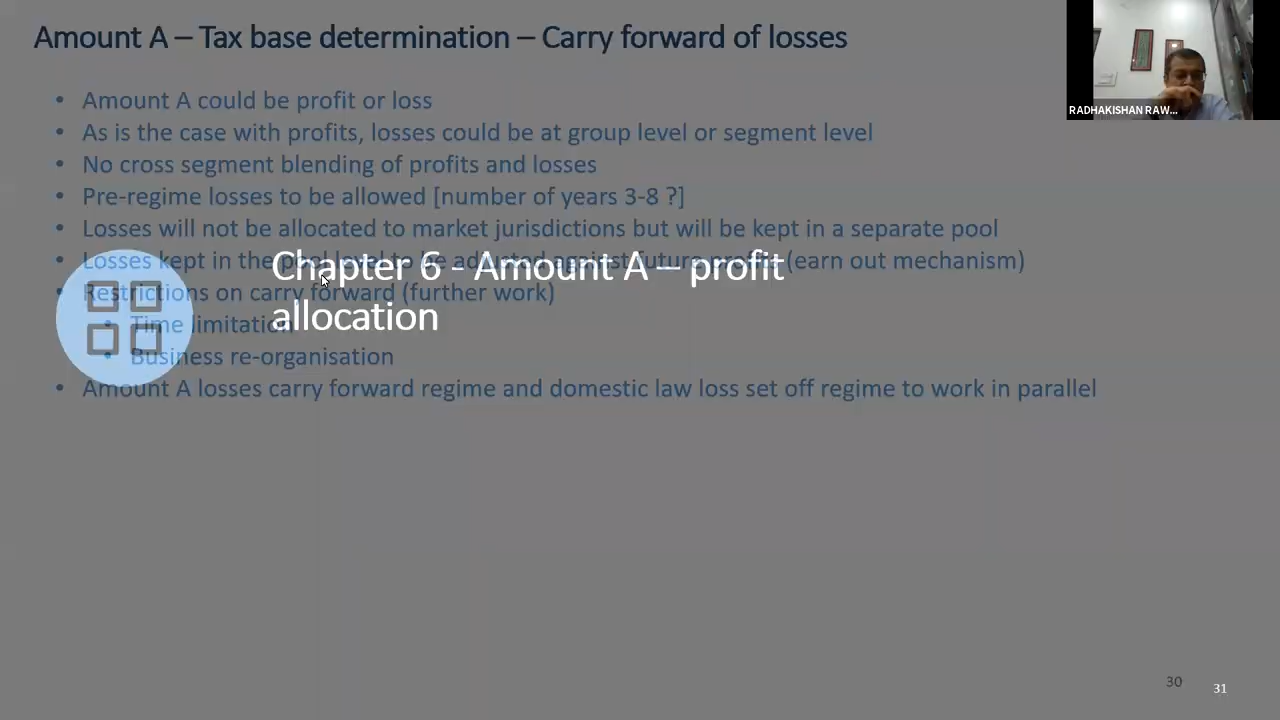 Amount A – Tax base determination – Carry forward of losses
RADHAKISHAN RAW...
• Amount A could be profit or loss
• As is the case with profits, losses could be at group level or segment level
• No cross segment blending of profits and losses
• Pre-regime losses to be allowed [number of years 3-8 ?]
• Losses will not be allocated to market jurisdictions but will be kept in a separate pool
• Losses kept in the pool level to be adjusted against future profit (earn out mechanism)
• Restrictions on carry forward (further work)
• Time limitation
• Business re-organisation
• Amount A losses carry forward regime and domestic law loss set off regime to work in parallel
Chapter 6 - Amount A – profit
allocation
30
31